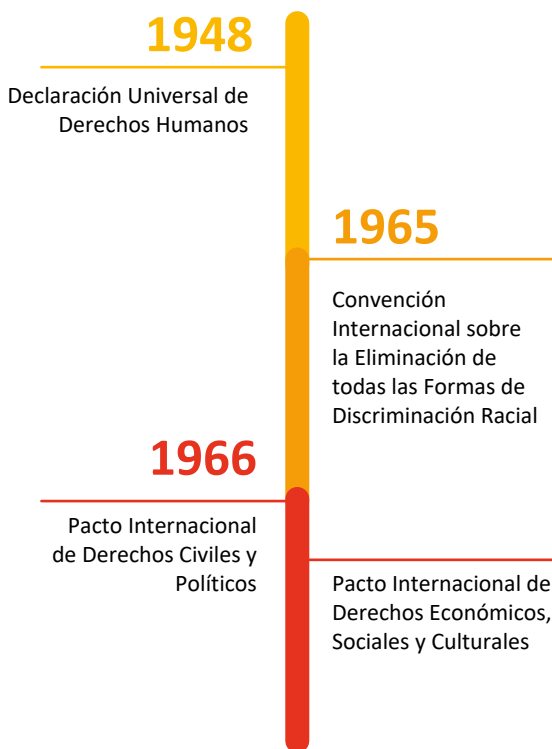 1948
Declaración Universal de
Derechos Humanos
1965
Convención
Internacional sobre
la Eliminación de
todas las Formas de
Discriminación Racial
1966
Pacto Internacional
de Derechos Civiles y
Políticos
Pacto Internacional de
Derechos Económicos,
Sociales y Culturales